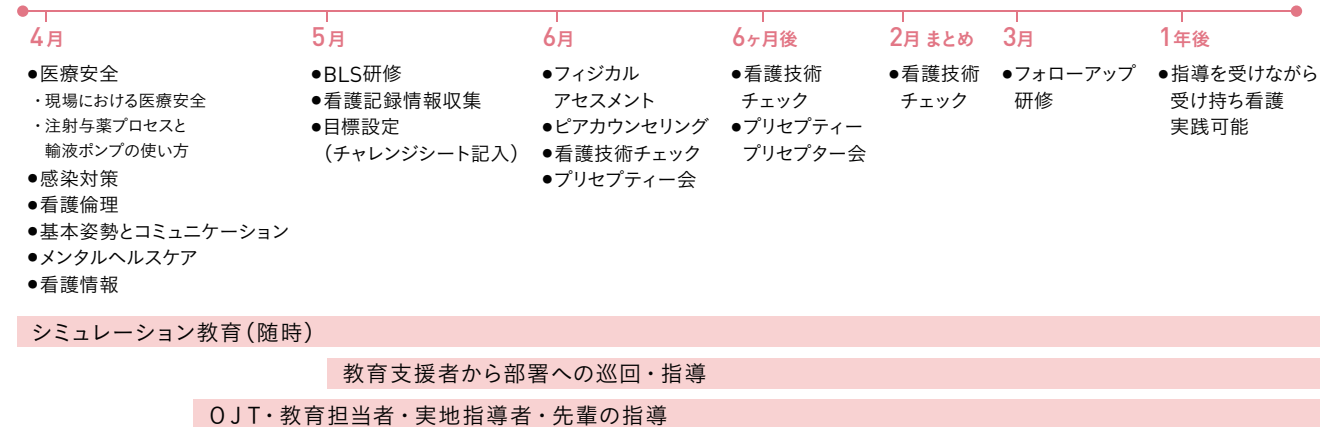 4月
●医療安全
・現場における医療安全
・注射与薬プロセスと
輸液ポンプの使い方
●感染対策
●看護倫理
●基本姿勢とコミュニケーション
●メンタルヘルスケア
●看護情報
5月
●BLS研修
●看護記録情報収集
●目標設定
（チャレンジシート記入）
6月
●フィジカル
アセスメント
●ピアカウンセリング
●看護技術チェック
●プリセプティー会
6ヶ月後
●看護技術
チェック
●プリセプティー
プリセプター会
2月 まとめ
●看護技術
チェック
3月
●フォローアップ
研修
1年後
●指導を受けながら
受け持ち看護
実践可能
シミュレーション教育（随時）
教育支援者から部署への巡回・指導
OJT・教育担当者・実地指導者・先輩の指導